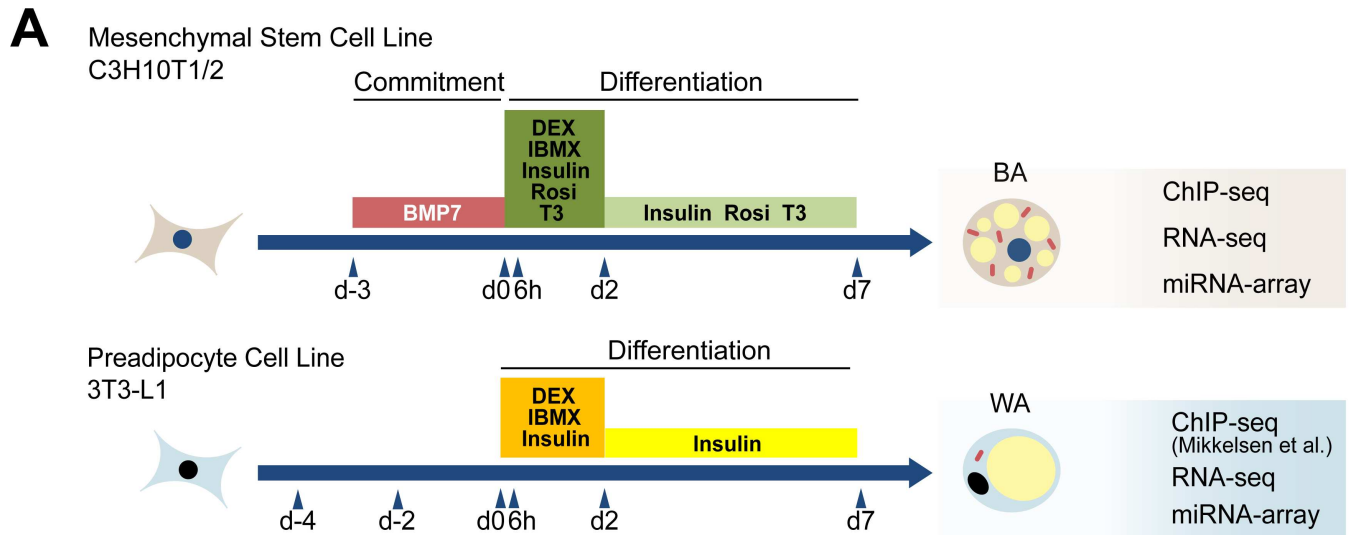 A
Mesenchymal Stem Cell Line
C3H10T1/2
Commitment
Differentiation
DEX
IBMX
Insulin
Rosi
T3
BMP7
Insulin Rosi T3
d-3
d0
6h
d2
d7
BA
ChIP-seq
RNA-seq
miRNA-array
Preadipocyte Cell Line
3T3-L1
Differentiation
DEX
IBMX
Insulin
Insulin
d-4
d-2
d0
6h
d2
d7
WA
ChIP-seq
(Mikkelsen et al.)
RNA-seq
miRNA-array